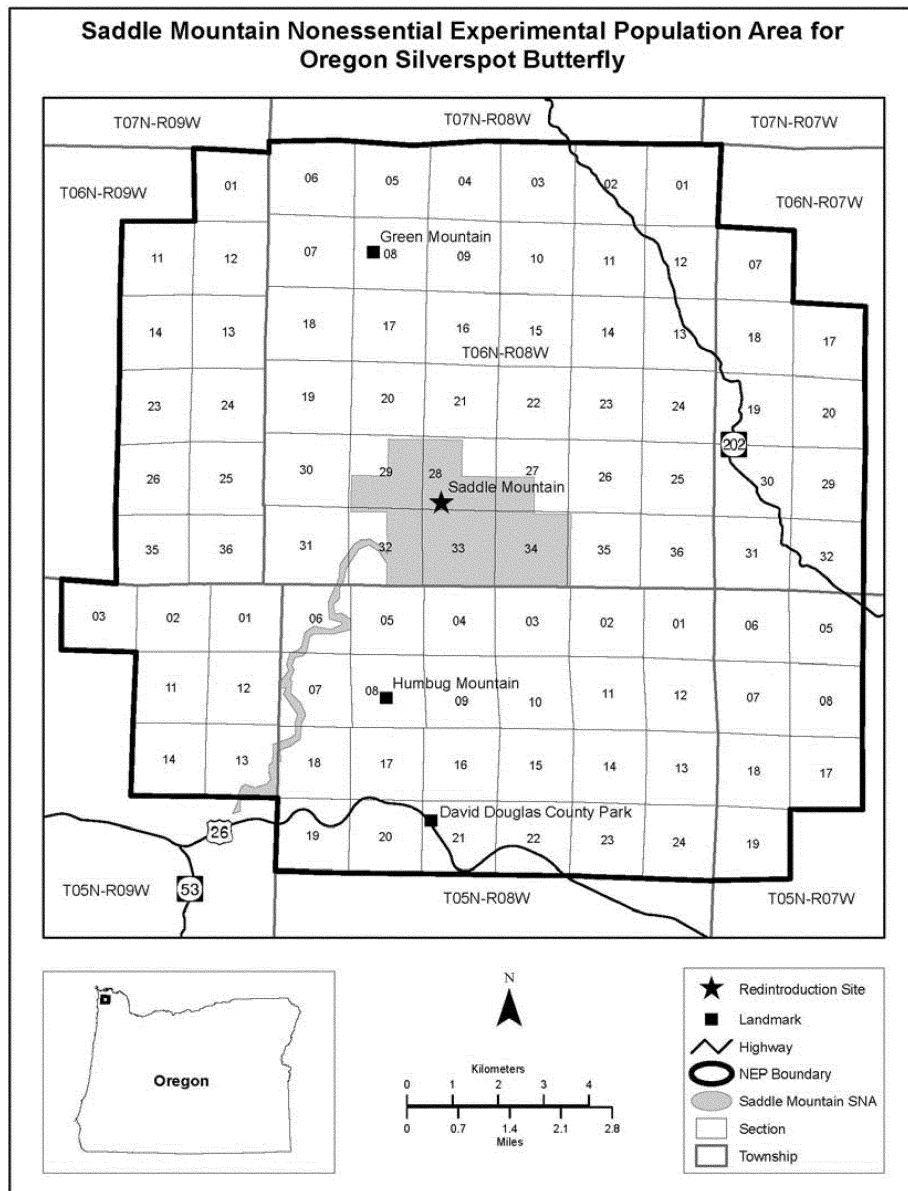 Saddle Mountain Nonessential Experimental Population Area for
Oregon Silverspot Butterfly
T07N-R09W
T07N-R08W
T07N-R07W
T06N-R09W
01 06 05 04 03 02 01
T06N-R07W
Green Mountain
11 12 07 08 09 10 11 12 07
14 13 18 17 16 15 14 13 18 17
T06N-R08W
23 24 19 20 21 22 23 24 19 20
202
26 25 30 29 28 27 26 25 30 29
Saddle Mountain
35 36 31 32 33 34 35 36 31 32
03 02 01 06 05 04 03 02 01 06 05
11 12 07 08 Humbug Mountain 09 10 11 12 07 08
14 13 18 17 16 15 14 13 18 17
David Douglas County Park
26
19 20 21 22 23 24 19
53
T05N-R09W
T05N-R08W
T05N-R07W
Oregon
N
Kilometers
0 1 2 3 4
0 0.7 1.4 2.1 2.8
Miles
Redintroduction Site
Landmark
Highway
NEP Boundary
Saddle Mountain SNA
Section
Township